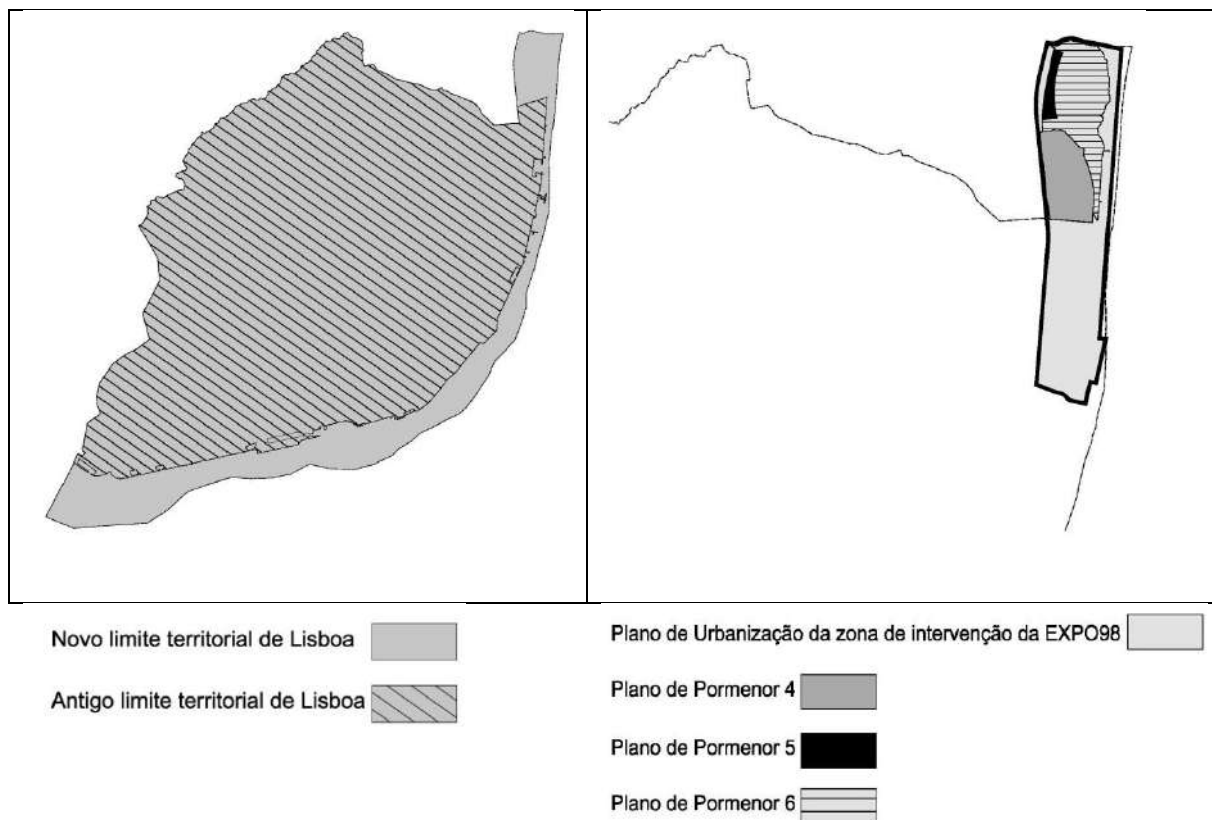 Novo limite territorial de Lisboa
Antigo limite territorial de Lisboa
Plano de Urbanização da zona de intervenção da EXPO98
Plano de Pormenor 4
Plano de Pormenor 5
Plano de Pormenor 6